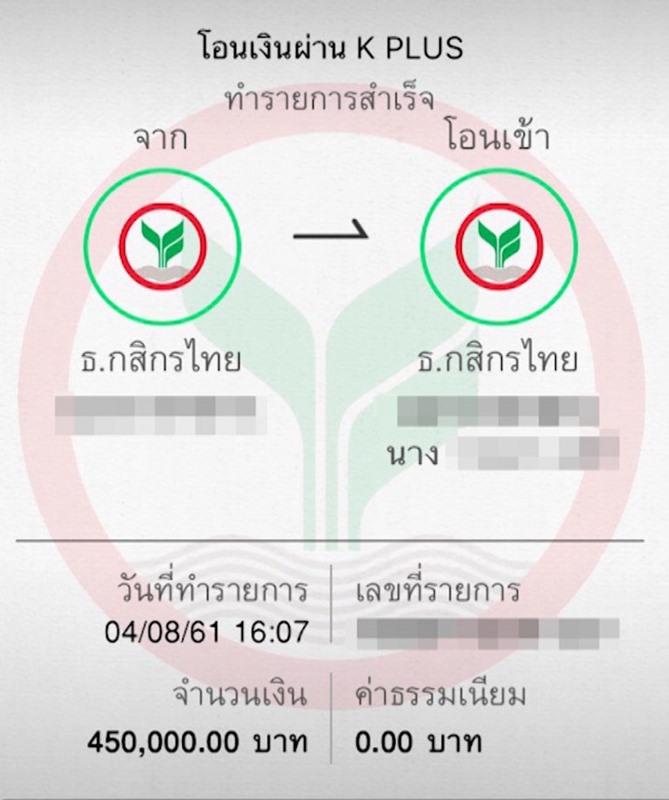 โอนเงินผ่าน K PLUS
ทำรายการสำเร็จ
จาก
โอนเข้า
ธ.กสิกรไทย
ธ.กสิกรไทย
นาง
วันที่ทำรายการ
04/08/61 16:07
เลขที่รายการ
จำนวนเงิน
450,000.00 บาท
ค่าธรรมเนียม
0.00 บาท